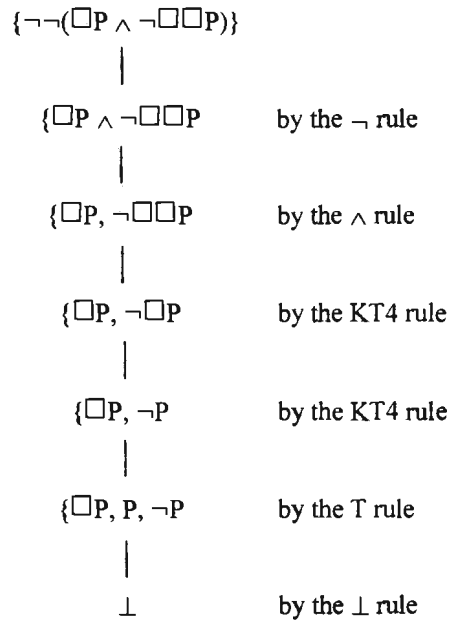 {¬¬(□P ∧ ¬□□P)}
{□P ∧ ¬□□P by the ¬ rule
{□P, ¬□□P by the ∧ rule
{□P, ¬□P by the KT4 rule
{□P, ¬P by the KT4 rule
{□P, P, ¬P by the T rule
⊥ by the ⊥ rule